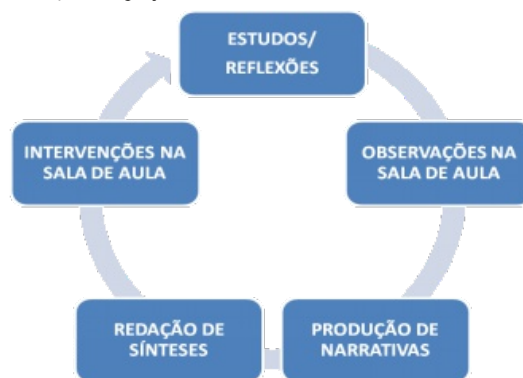 ESTUDOS/
REFLEXÕES
OBSERVAÇÕES NA
SALA DE AULA
PRODUÇÃO DE
NARRATIVAS
REDAÇÃO DE
SÍNTESES
INTERVENÇÕES NA
SALA DE AULA